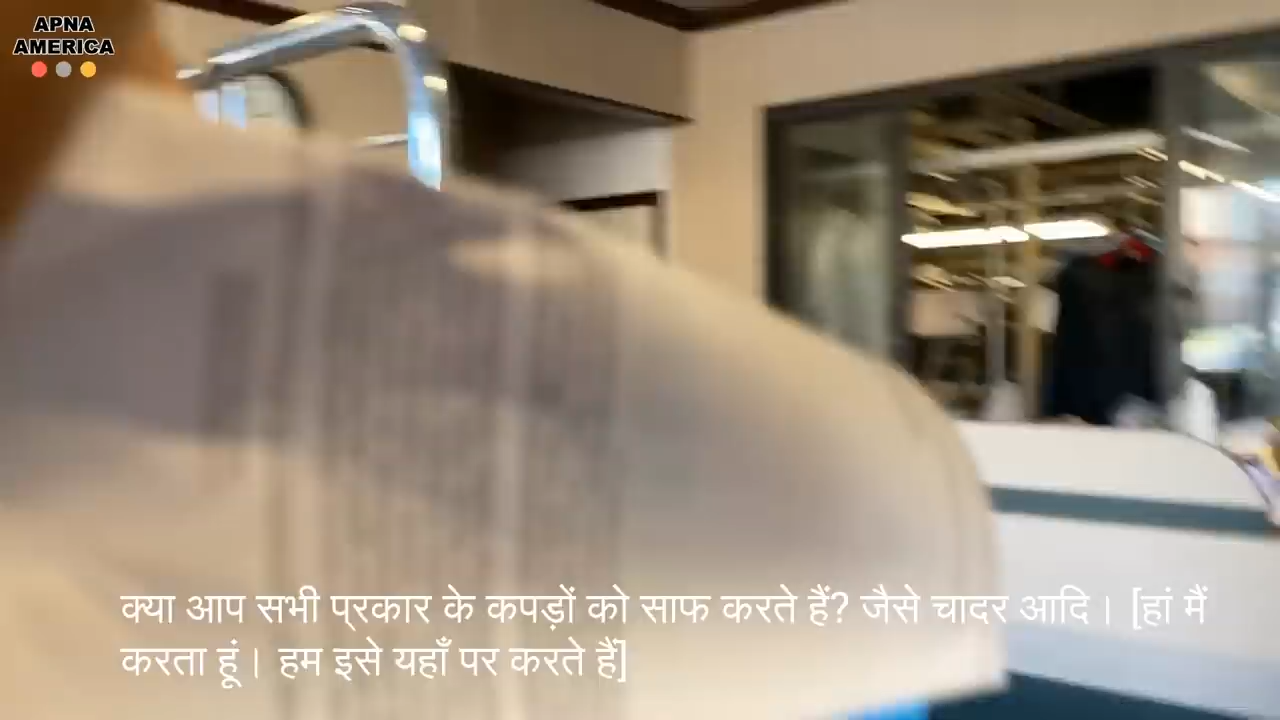 APNA
AMERICA
क्या आप सभी प्रकार के कपड़ों को साफ करते हैं? जैसे चादर आदि। [हां मैं
करता हूं। हम इसे यहाँ पर करते हैं]